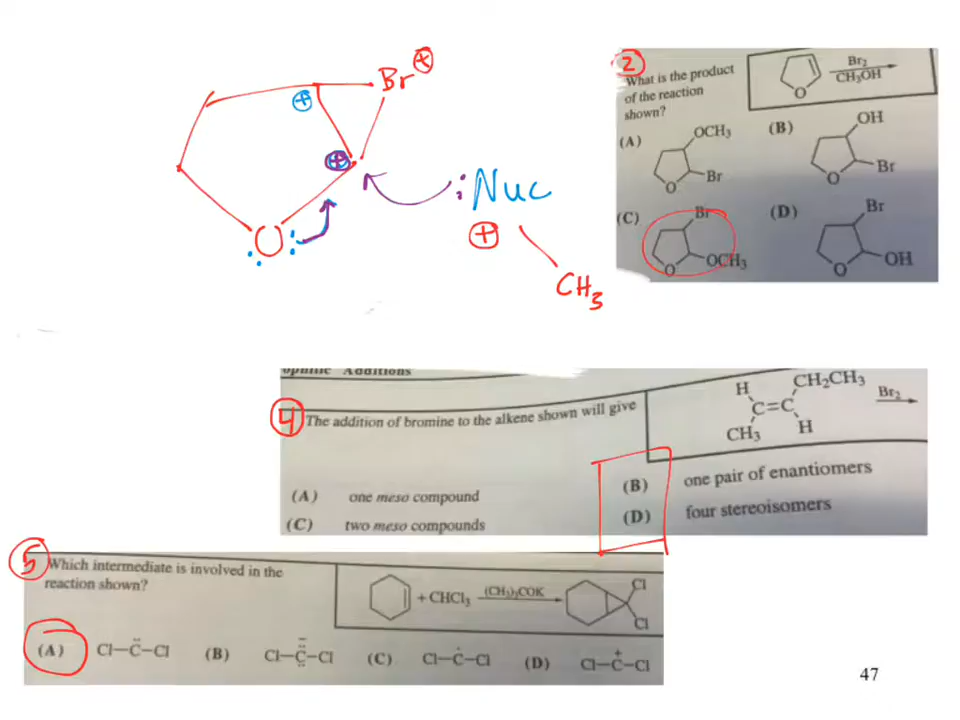 Br ⊕
⊕
⊕
O
:Nuc
⊕
CH3
2
What is the product
of the reaction
shown?
Br2
CH3OH
O
(A)
OCH3
Br
O
(B)
OH
Br
O
(C)
Br
OCH3
O
(D)
Br
OH
O
ophilic Additions
4
The addition of bromine to the alkene shown will give
H
CH2CH3
C=C
CH3
H
Br2
(A) one meso compound
(B) one pair of enantiomers
(C) two meso compounds
(D) four stereoisomers
5
Which intermediate is involved in the
reaction shown?
+ CHCl3
(CH3)3COK
Cl
Cl
(A) Cl–C̈–Cl
(B) Cl–C–Cl
(C) Cl–Ċ–Cl
(D) Cl–C–Cl
+
47